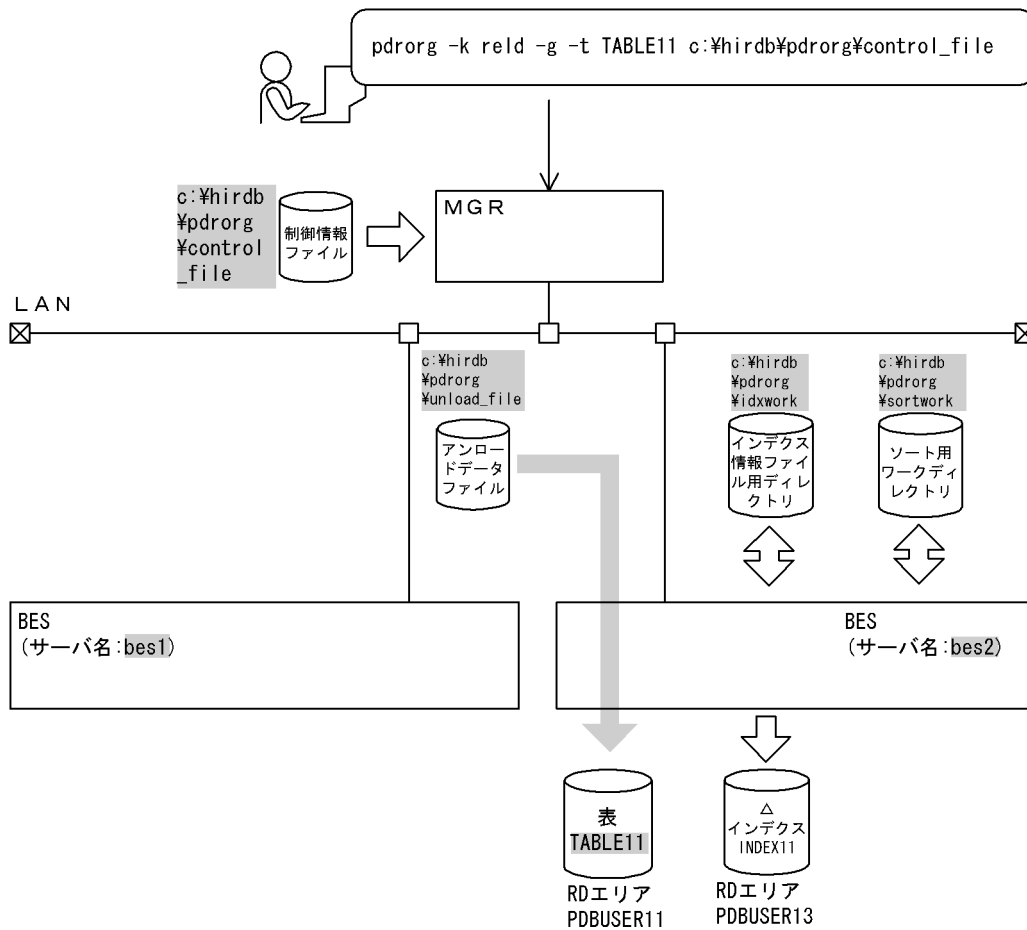 pdrorg -k reld -g -t TABLE11 c:¥hirdb¥pdrorg¥control_file
c:¥hirdb
¥pdrorg
¥control
_file
制御情報
ファイル
ＭＧＲ
ＬＡＮ
c:¥hirdb
¥pdrorg
¥unload_file
アンロー
ドデータ
ファイル
c:¥hirdb
¥pdrorg
¥idxwork
インデクス
情報ファイ
ル用ディレ
クトリ
c:¥hirdb
¥pdrorg
¥sortwork
ソート用
ワークディ
レクトリ
BES
(サーバ名:bes1)
BES
(サーバ名:bes2)
表
TABLE11
RDエリア
PDBUSER11
△
インデクス
INDEX11
RDエリア
PDBUSER13